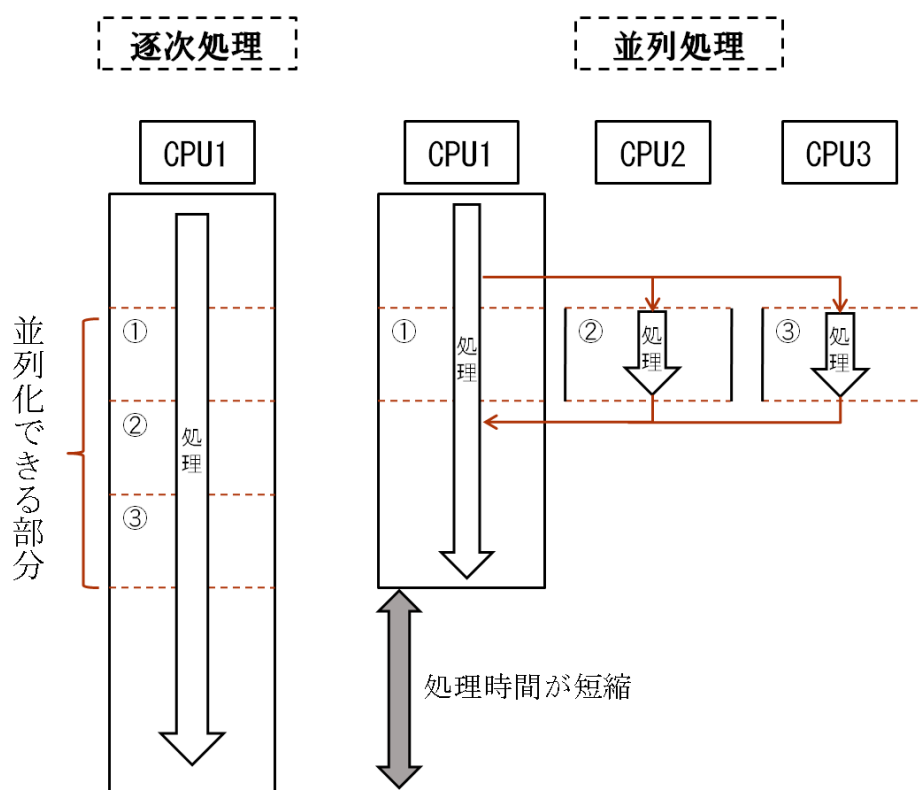 逐次処理
並列処理
CPU1
CPU1
CPU2
CPU3
並列化できる部分
①
②
③
処理
①
処理
②
処理
③
処理
処理時間が短縮